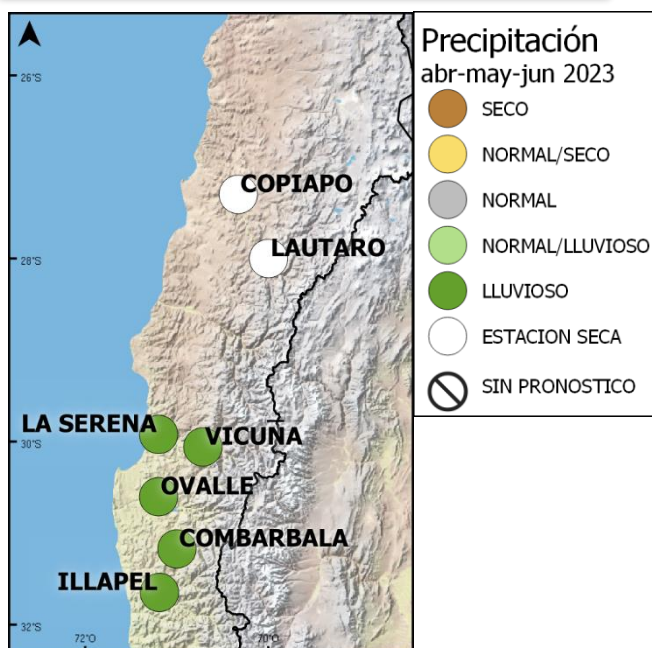 26°S
COPIAPO
LAUTARO
28°S
LA SERENA
VICUNA
30°S
OVALLE
COMBARBALA
ILLAPEL
32°S
72°O
70°O
Precipitación
abr-may-jun 2023
SECO
NORMAL/SECO
NORMAL
NORMAL/LLUVIOSO
LLUVIOSO
ESTACION SECA
SIN PRONOSTICO